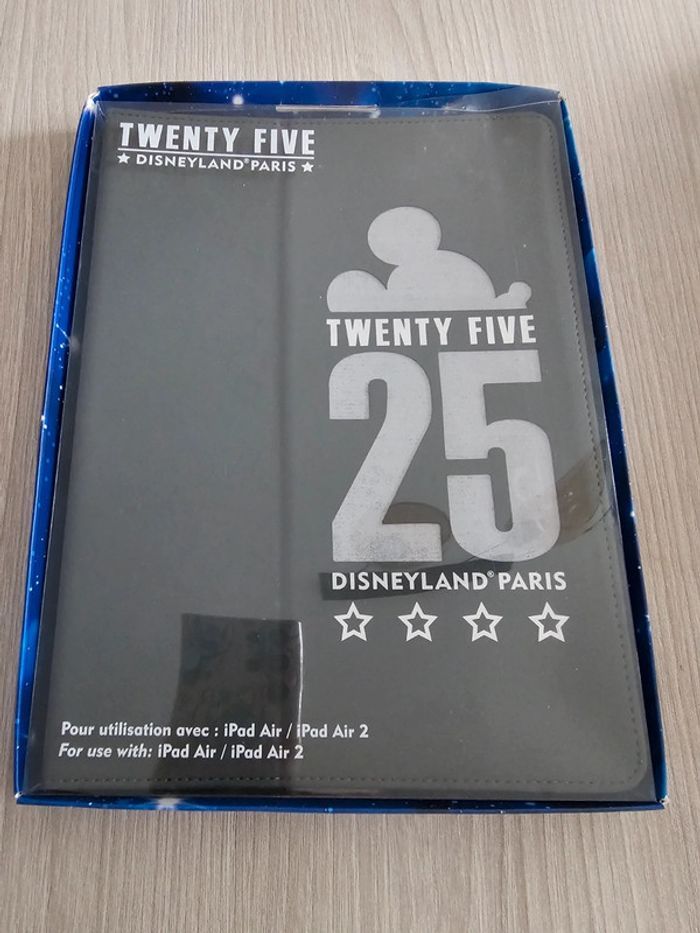 TWENTY FIVE
★ DISNEYLAND® PARIS ★
TWENTY FIVE
25
DISNEYLAND® PARIS
Pour utilisation avec : iPad Air / iPad Air 2
For use with: iPad Air / iPad Air 2